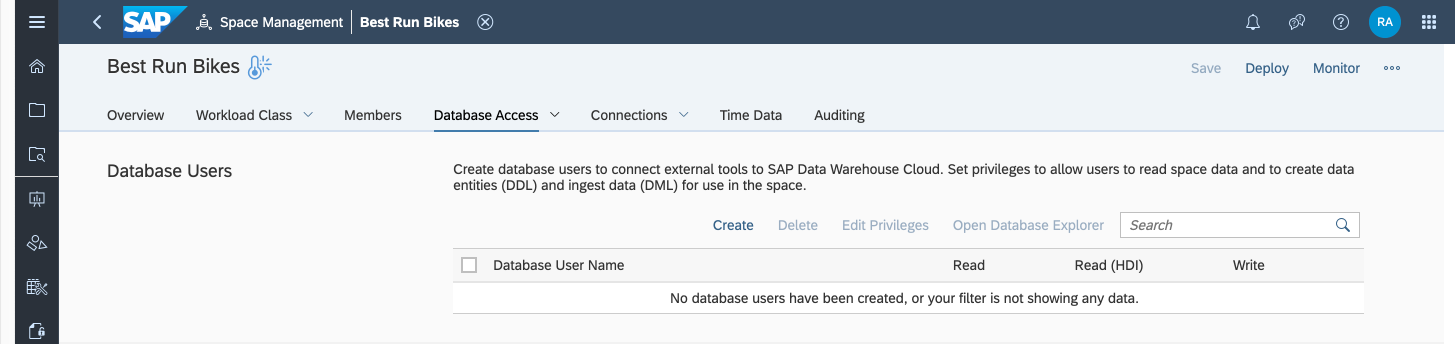 SAP Space Management Best Run Bikes RA
Best Run Bikes Save Deploy Monitor
Overview Workload Class Members Database Access Connections Time Data Auditing
Database Users
Create database users to connect external tools to SAP Data Warehouse Cloud. Set privileges to allow users to read space data and to create data
entities (DDL) and ingest data (DML) for use in the space.
Create Delete Edit Privileges Open Database Explorer Search
Database User Name Read Read (HDI) Write
No database users have been created, or your filter is not showing any data.